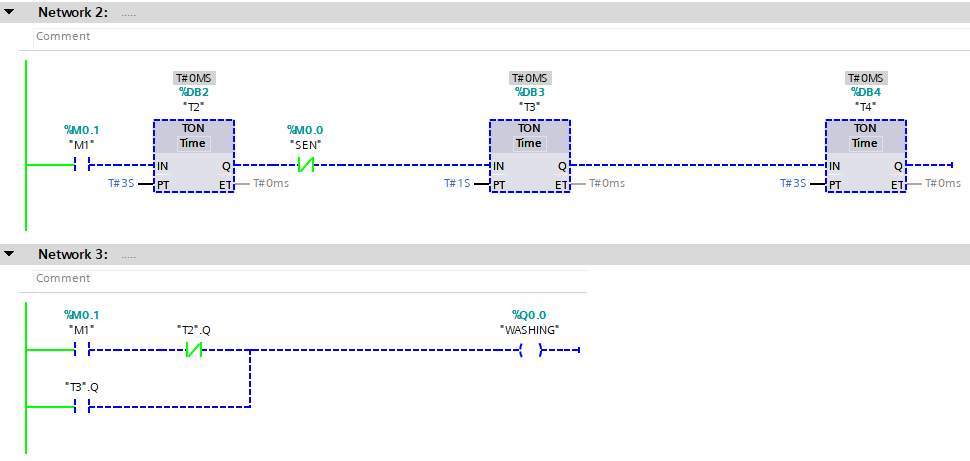 Network 2: .....
Comment
T#0MS T#0MS T#0MS
%DB2 %DB3 %DB4
"T2" "T3" "T4"
%M0.1 TON %M0.0 TON TON
"M1" Time "SEN" Time Time
IN Q IN Q IN Q
T#3S PT ET T#0ms T#1S PT ET T#0ms T#3S PT ET T#0ms
Network 3: .....
Comment
%M0.1 %Q0.0
"M1" "T2".Q "WASHING"
"T3".Q